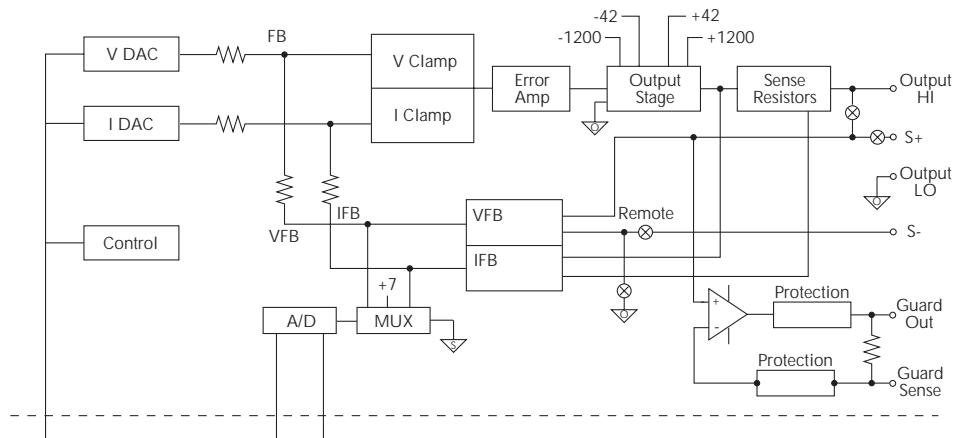 -42
+42
-1200
+1200
FB
V DAC
V Clamp
Error
Amp
Output
Stage
Sense
Resistors
Output
HI
I DAC
I Clamp
O
S+
Output
LO
O
VFB
Remote
IFB
VFB
S-
Control
IFB
+7
O
A/D
MUX
S
+
-
Protection
Guard
Out
Protection
Guard
Sense